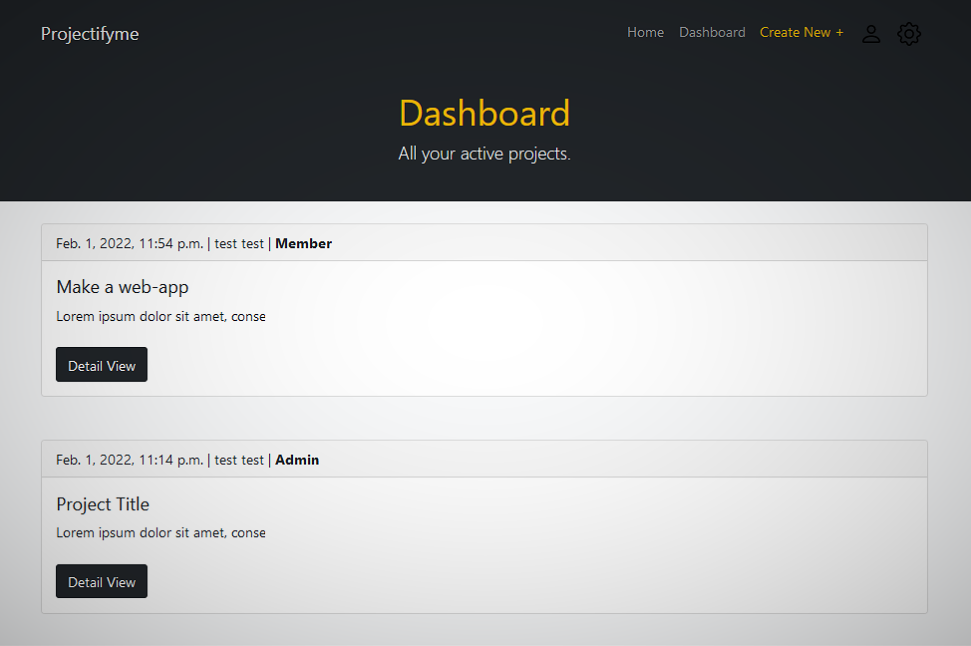 Projectifyme
Home Dashboard Create New +
Dashboard
All your active projects.
Feb. 1, 2022, 11:54 p.m. | test test | Member
Make a web-app
Lorem ipsum dolor sit amet, conse
Detail View
Feb. 1, 2022, 11:14 p.m. | test test | Admin
Project Title
Lorem ipsum dolor sit amet, conse
Detail View